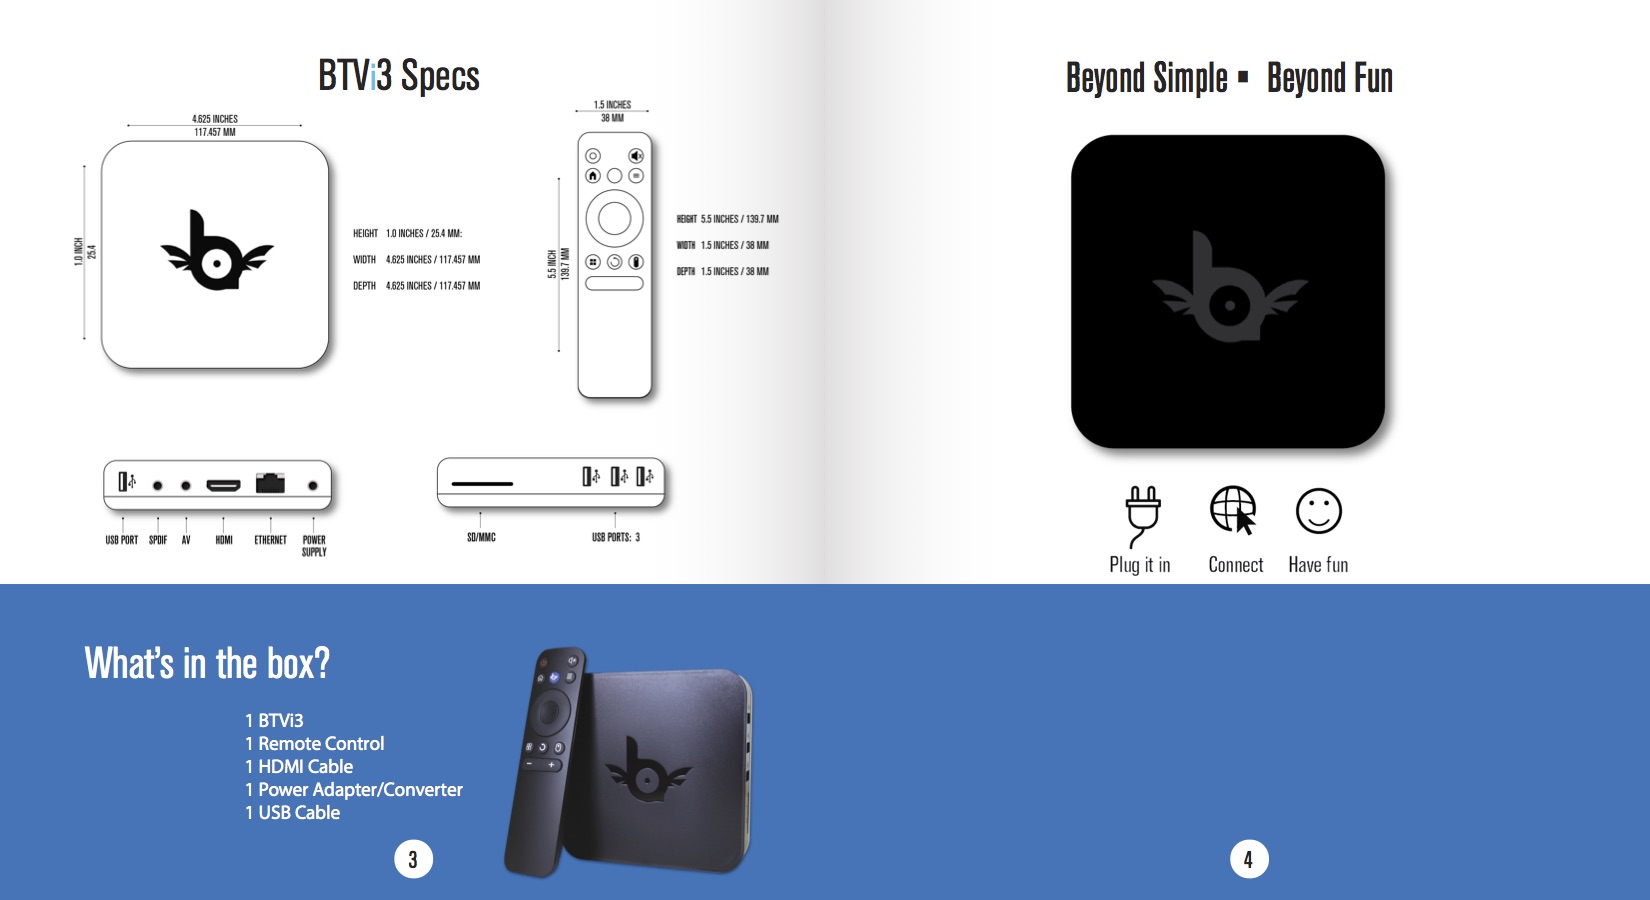 BTVi3 Specs
4.625 INCHES
117.457 MM
1.0 INCH
25.4
HEIGHT 1.0 INCHES / 25.4 MM:
WIDTH 4.625 INCHES / 117.457 MM
DEPTH 4.625 INCHES / 117.457 MM
1.5 INCHES
38 MM
5.5 INCH
139.7 MM
HEIGHT 5.5 INCHES / 139.7 MM
WIDTH 1.5 INCHES / 38 MM
DEPTH 1.5 INCHES / 38 MM
USB PORT SPDIF AV HDMI ETHERNET POWER
SUPPLY
SD/MMC USB PORTS: 3
What's in the box?
1 BTVi3
1 Remote Control
1 HDMI Cable
1 Power Adapter/Converter
1 USB Cable
3
Beyond Simple ▪ Beyond Fun
Plug it in Connect Have fun
4